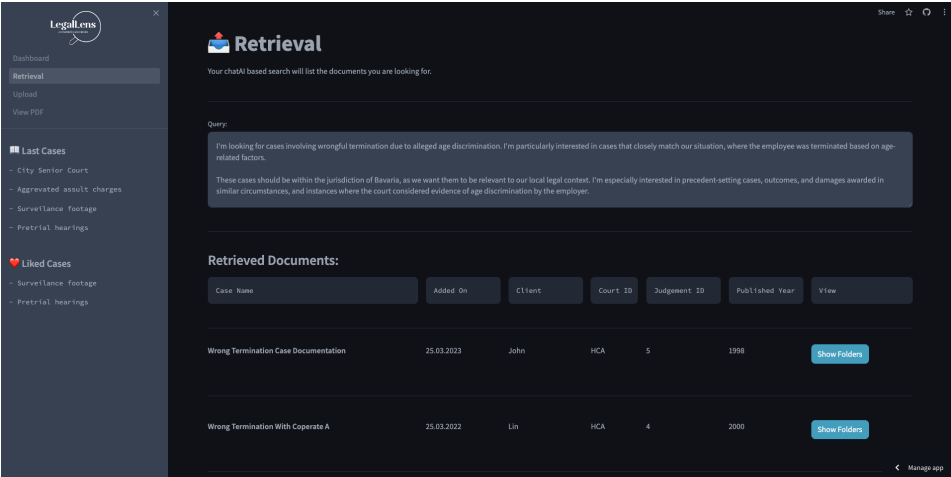 LegalLens
Share
Dashboard
Retrieval
Upload
View PDF
Last Cases
- City Senior Court
- Aggrevated assult charges
- Surveilance footage
- Pretrial hearings
Liked Cases
- Surveilance footage
- Pretrial hearings
Retrieval
Your chatAI based search will list the documents you are looking for.
Query:
I'm looking for cases involving wrongful termination due to alleged age discrimination. I'm particularly interested in cases that closely match our situation, where the employee was terminated based on age-
related factors.
These cases should be within the jurisdiction of Bavaria, as we want them to be relevant to our local legal context. I'm especially interested in precedent-setting cases, outcomes, and damages awarded in
similar circumstances, and instances where the court considered evidence of age discrimination by the employer.
Retrieved Documents:
Case Name Added On Client Court ID Judgement ID Published Year View
Wrong Termination Case Documentation 25.03.2023 John HCA 5 1998 Show Folders
Wrong Termination With Coperate A 25.03.2022 Lin HCA 4 2000 Show Folders
Manage app